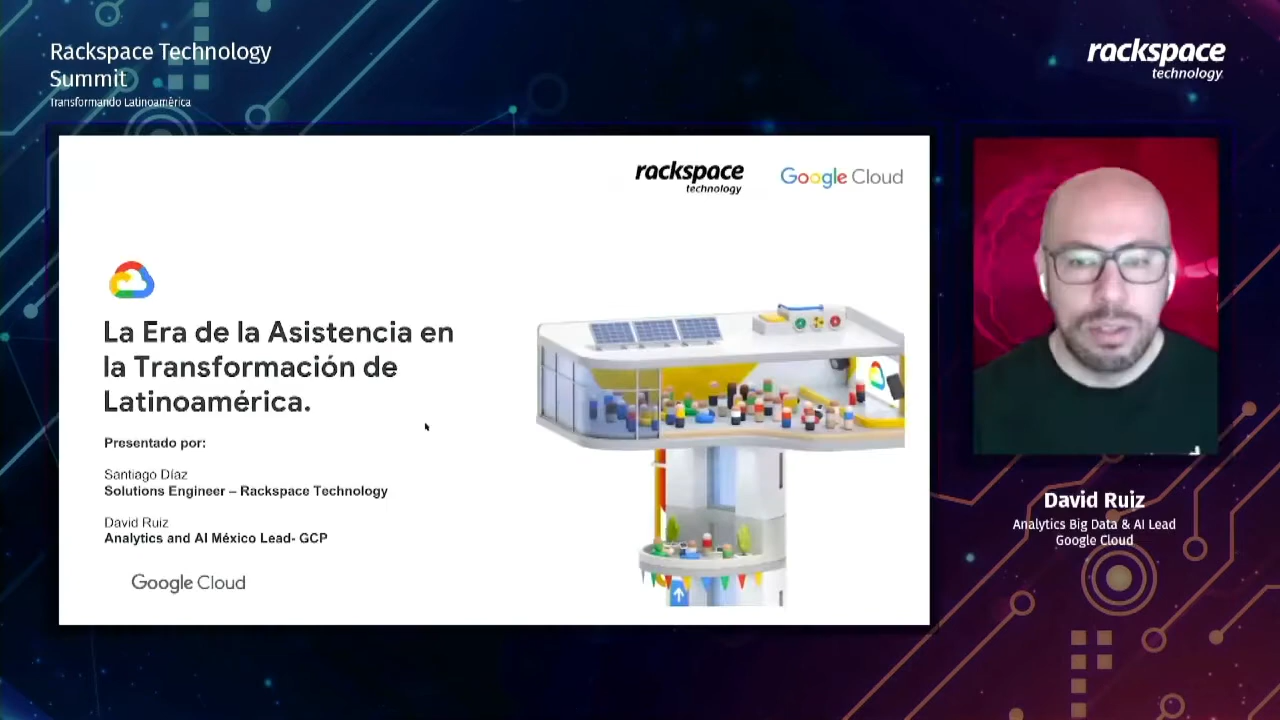 Rackspace Technology
Summit
Transformando Latinoamérica
rackspace
technology
rackspace
technology
Google Cloud
La Era de la Asistencia en
la Transformación de
Latinoamérica.
Presentado por:
Santiago Díaz
Solutions Engineer – Rackspace Technology
David Ruiz
Analytics and AI México Lead- GCP
Google Cloud
David Ruiz
Analytics Big Data & AI Lead
Google Cloud